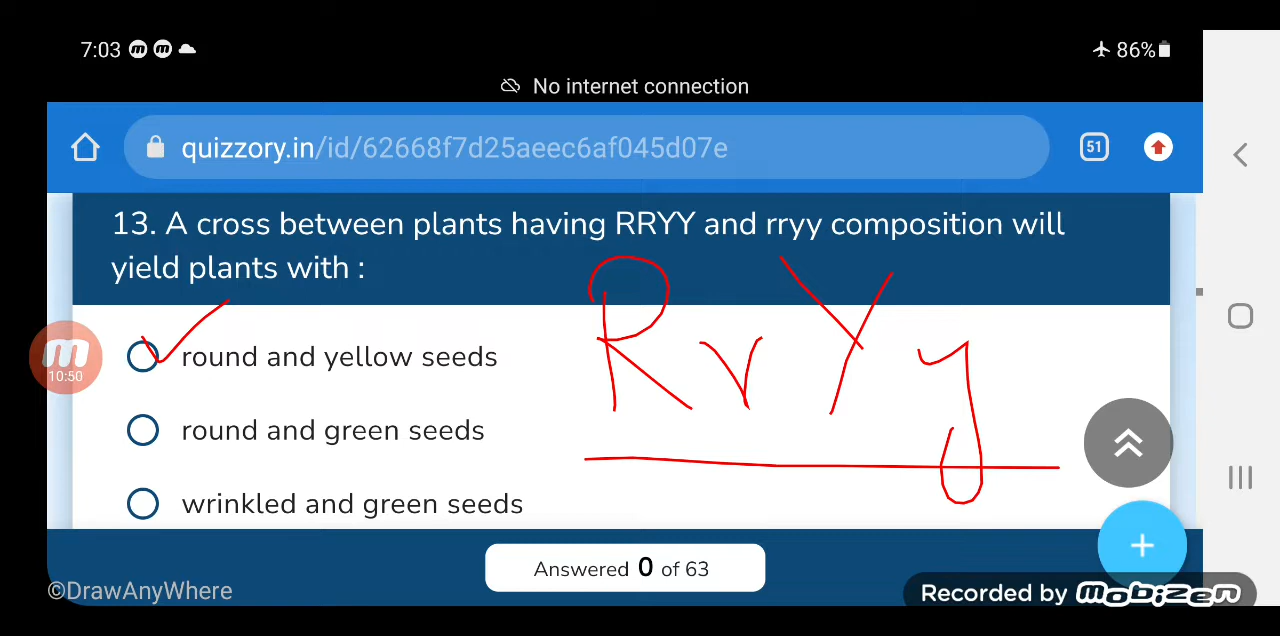 7:03 m m 86%
No internet connection
quizzory.in/id/62668f7d25aeec6af045d07e 51
13. A cross between plants having RRYY and rryy composition will
yield plants with :
RrYy
m
10:50
round and yellow seeds
round and green seeds
wrinkled and green seeds
+
Answered 0 of 63
©DrawAnyWhere
Recorded by mobizen